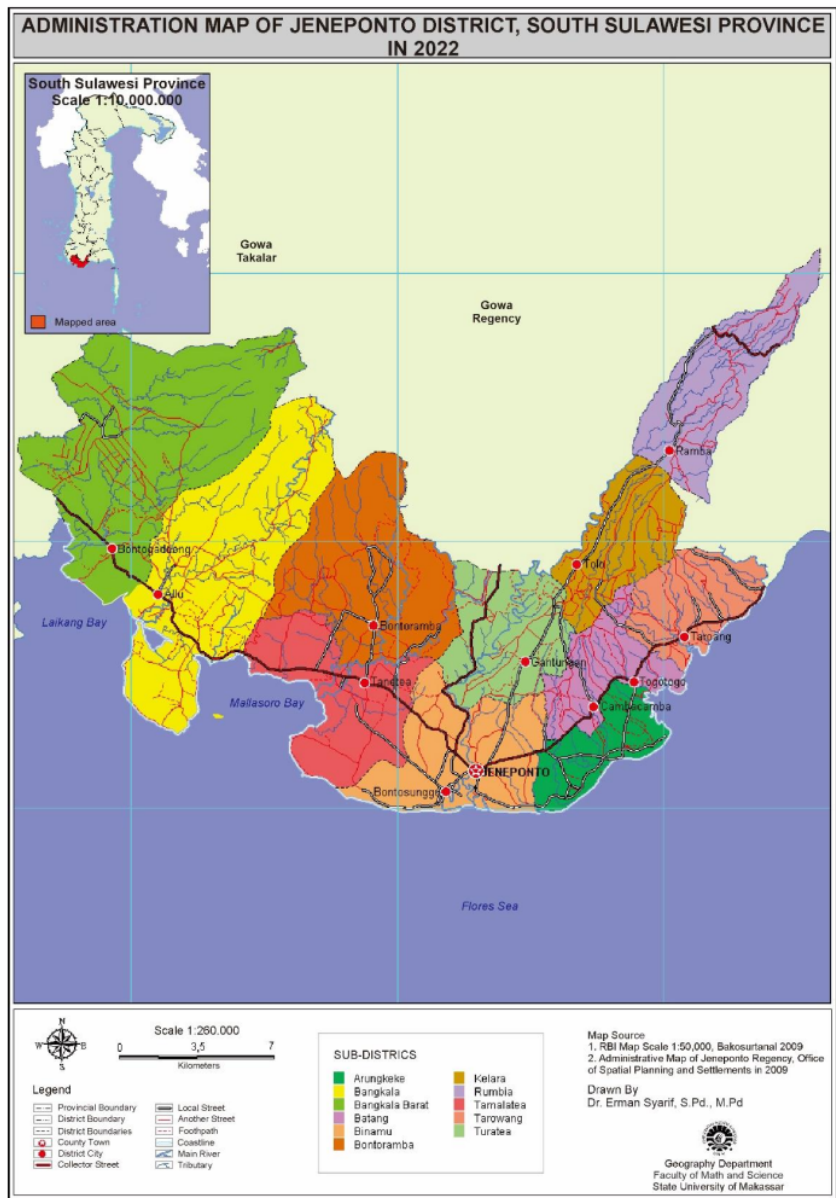 ADMINISTRATION MAP OF JENEPONTO DISTRICT, SOUTH SULAWESI PROVINCE
IN 2022
South Sulawesi Province
Scale 1:10,000.000
Mapped area
Gowa
Takalar
Gowa
Regency
Ramba
Bontogadeong
Tolo
Allu
Laikang Bay
Bontoramba
Tarpang
Gantungan
Tanetea
Togotogo
Mallasoro Bay
Cambacamba
JENEPONTO
Bontosunggu
Flores Sea
N
W
S
Scale 1:260.000
0 3,5 7
Kilometers
Legend
Provincial Boundary
District Boundary
District Boundaries
County Town
District City
Collector Street
Local Street
Another Street
Footpath
Coastline
Main River
Tributary
SUB-DISTRICS
Arungkeke
Bangkala
Bangkala Barat
Batang
Binamu
Bontoramba
Kelara
Rumbia
Tamalatea
Tarowang
Turatea
Map Source
1. RBI Map Scale 1:50,000, Bakosurtanal 2009
2. Administrative Map of Jeneponto Regency, Office
of Spatial Planning and Settlements in 2009
Drawn By
Dr. Erman Syarif, S.Pd., M.Pd
Geography Department
Faculty of Math and Science
State University of Makassar